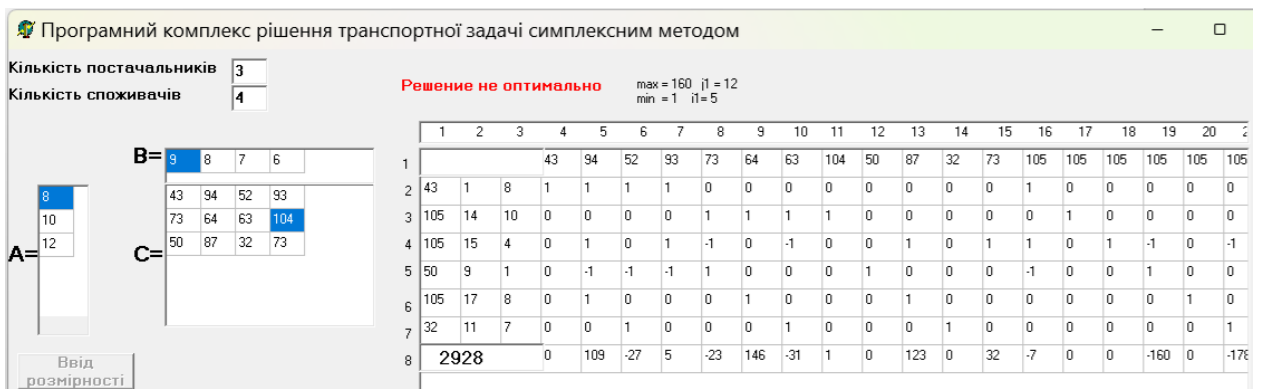 Програмний комплекс рішення транспортної задачі симплексним методом
Кількість постачальників 3
Кількість споживачів 4
Решение не оптимально
max = 160 j1 = 12
min = 1 i1= 5
B= 9 8 7 6
A=
8
10
12
C=
43 94 52 93
73 64 63 104
50 87 32 73
Ввід
розмірності
1 2 3 4 5 6 7 8 9 10 11 12 13 14 15 16 17 18 19 20
1 43 94 52 93 73 64 63 104 50 87 32 73 105 105 105 105 105 105
2 43 1 8 1 1 1 1 0 0 0 0 0 0 0 0 1 0 0 0 0 0
3 105 14 10 0 0 0 0 1 1 1 1 0 0 0 0 0 1 0 0 0 0
4 105 15 4 0 1 0 1 -1 0 -1 0 0 1 0 1 1 0 1 -1 0 -1
5 50 9 1 0 -1 -1 -1 1 0 0 0 1 0 0 0 -1 0 0 1 0 0
6 105 17 8 0 1 0 0 0 1 0 0 0 1 0 0 0 0 0 0 1 0
7 32 11 7 0 0 1 0 0 0 1 0 0 0 1 0 0 0 0 0 0 1
8 2928 0 109 -27 5 -23 146 -31 1 0 123 0 32 -7 0 0 -160 0 -178